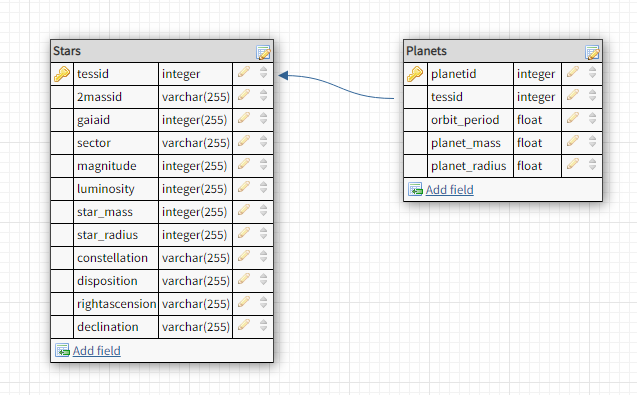 Stars
tessid integer
2massid varchar(255)
gaiaid integer(255)
sector varchar(255)
magnitude integer(255)
luminosity integer(255)
star_mass integer(255)
star_radius integer(255)
constellation varchar(255)
disposition varchar(255)
rightascension varchar(255)
declination varchar(255)
Add field
Planets
planetid integer
tessid integer
orbit_period float
planet_mass float
planet_radius float
Add field